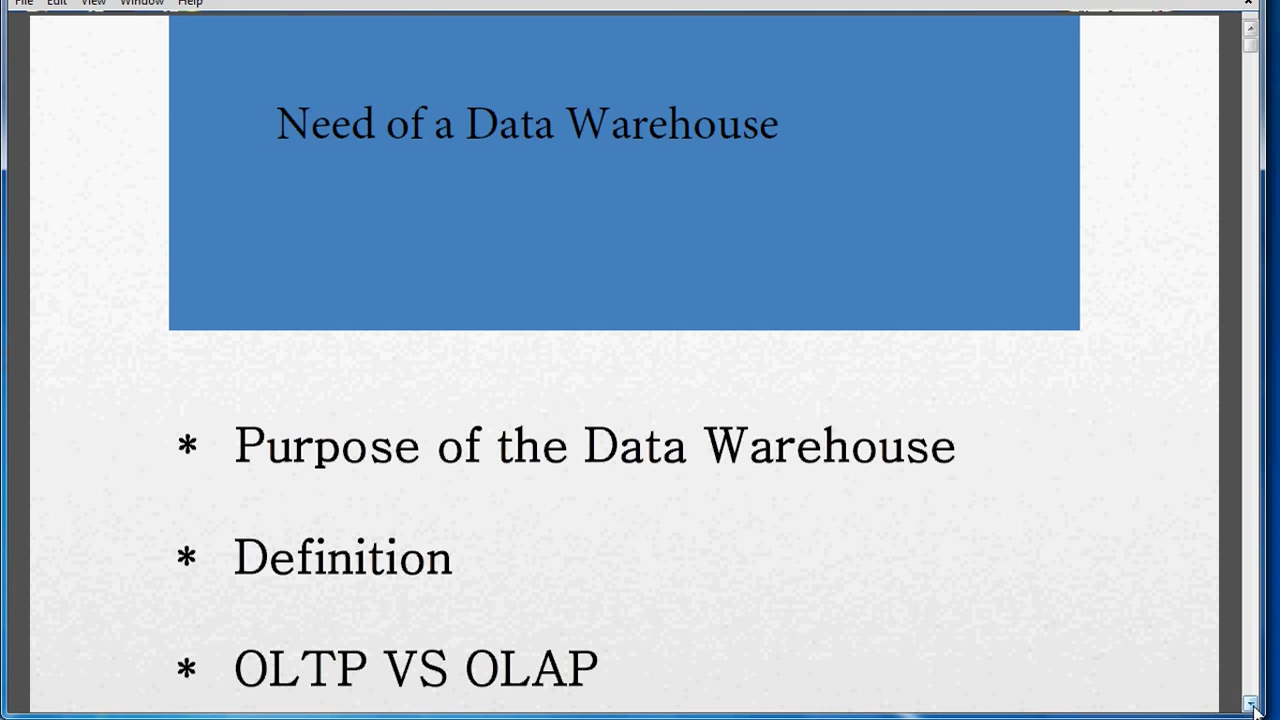 File Edit View Window Help
Need of a Data Warehouse
* Purpose of the Data Warehouse
* Definition
* OLTP VS OLAP